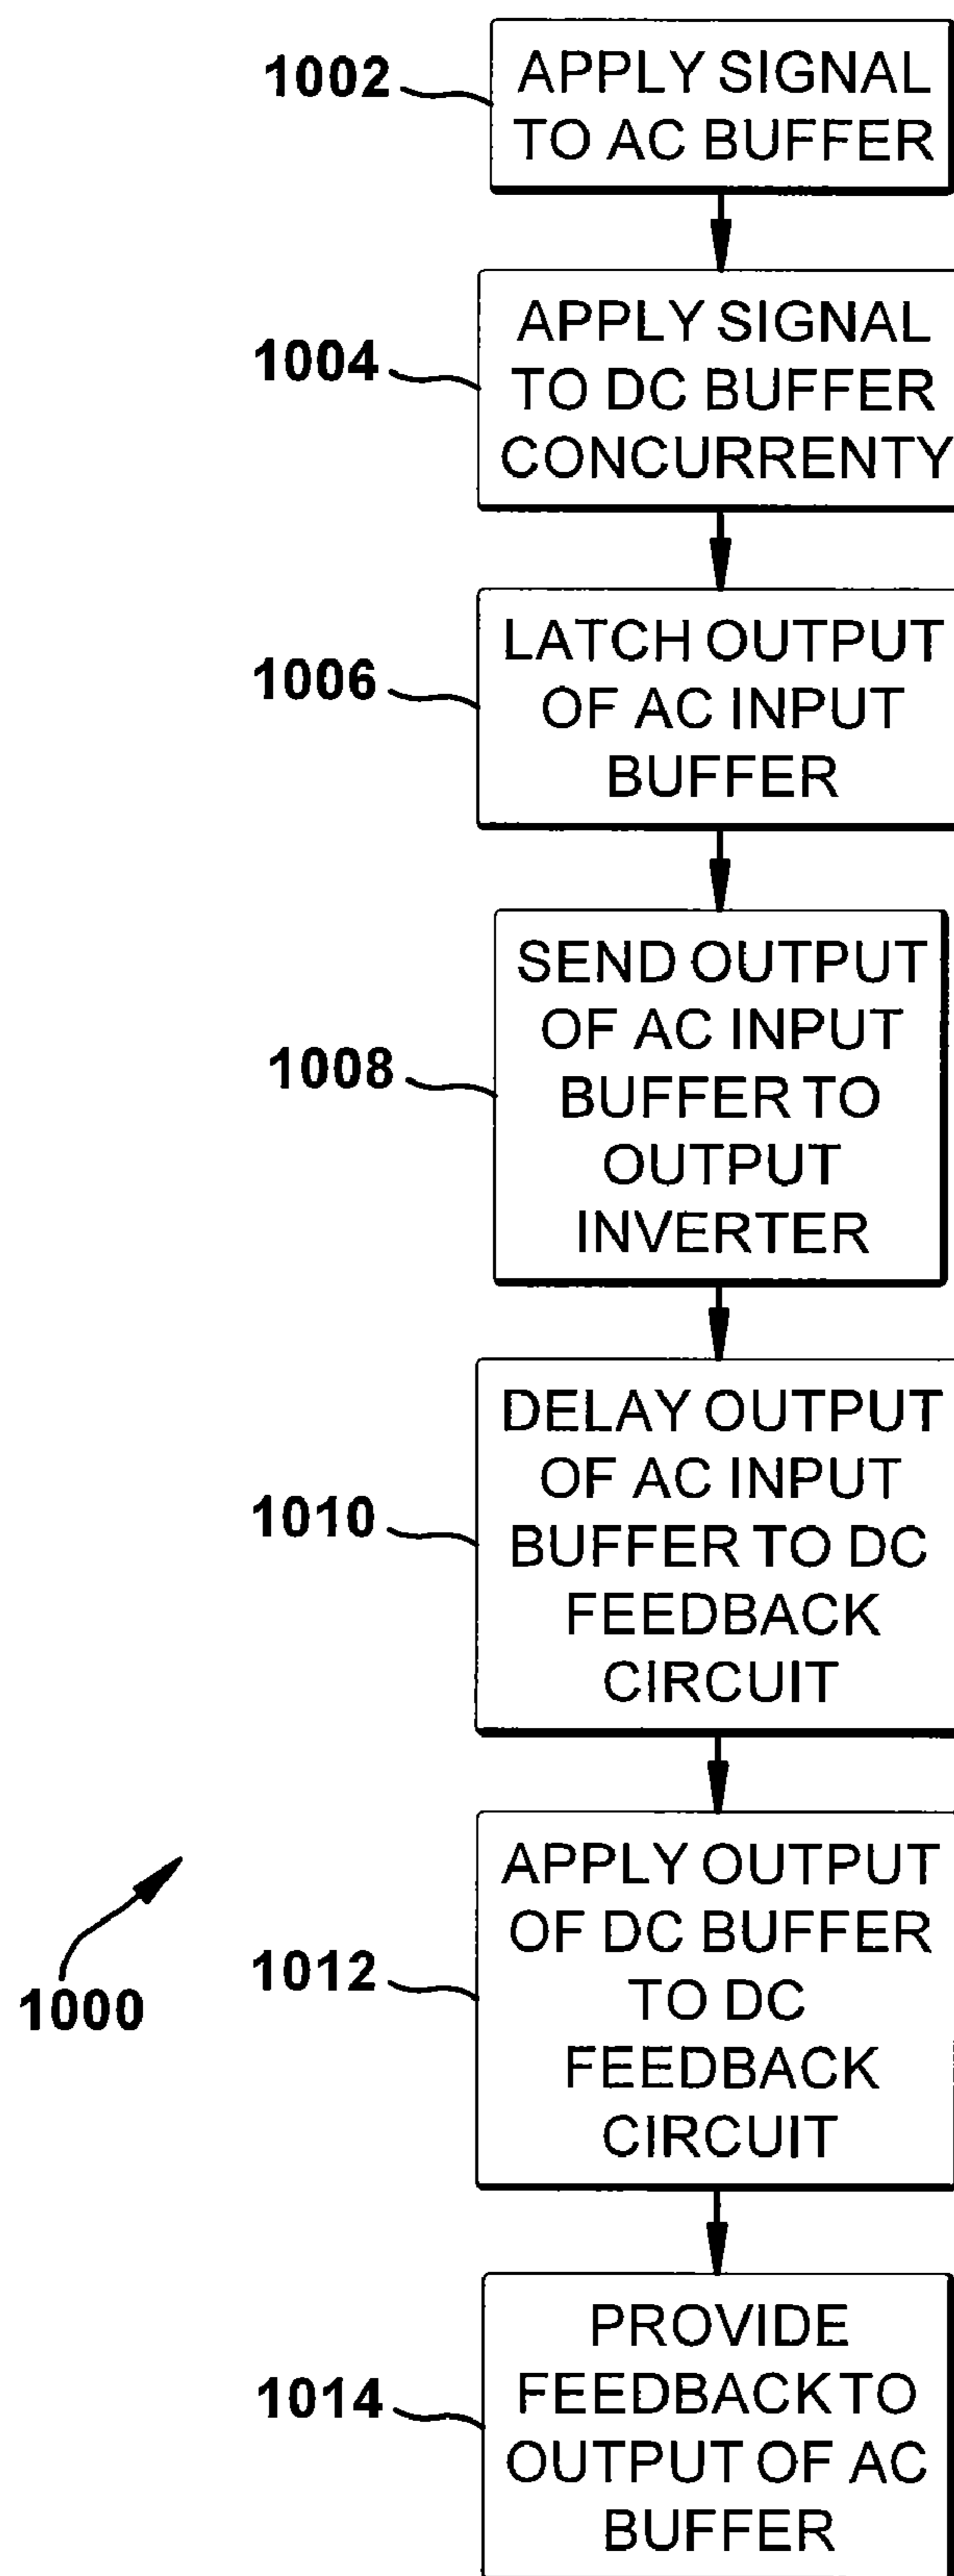 1002
APPLY SIGNAL
TO AC BUFFER
1004
APPLY SIGNAL
TO DC BUFFER
CONCURRENTY
1006
LATCH OUTPUT
OF AC INPUT
BUFFER
1008
SEND OUTPUT
OF AC INPUT
BUFFER TO
OUTPUT
INVERTER
1010
DELAY OUTPUT
OF AC INPUT
BUFFER TO DC
FEEDBACK
CIRCUIT
1012
APPLY OUTPUT
OF DC BUFFER
TO DC
FEEDBACK
CIRCUIT
1000
1014
PROVIDE
FEEDBACK TO
OUTPUT OF AC
BUFFER